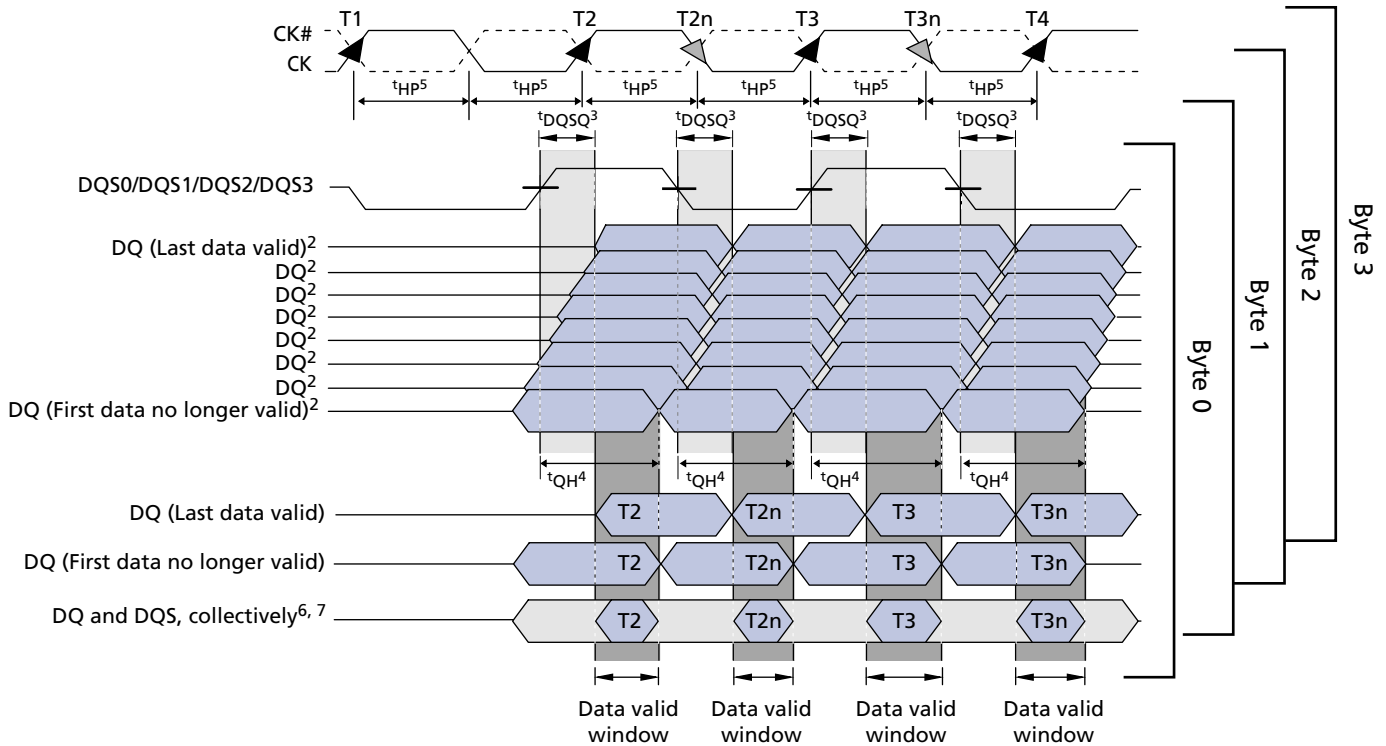 T1 T2 T2n T3 T3n T4
CK#
CK
tHP5 tHP5 tHP5 tHP5 tHP5 tHP5
tDQSQ3 tDQSQ3 tDQSQ3 tDQSQ3
DQS0/DQS1/DQS2/DQS3
DQ (Last data valid)2
DQ2
DQ2
DQ2
DQ2
DQ2
DQ2
DQ (First data no longer valid)2
tQH4 tQH4 tQH4 tQH4
DQ (Last data valid) T2 T2n T3 T3n
DQ (First data no longer valid) T2 T2n T3 T3n
DQ and DQS, collectively6, 7 T2 T2n T3 T3n
Data valid window
Data valid window
Data valid window
Data valid window
Byte 0
Byte 1
Byte 2
Byte 3